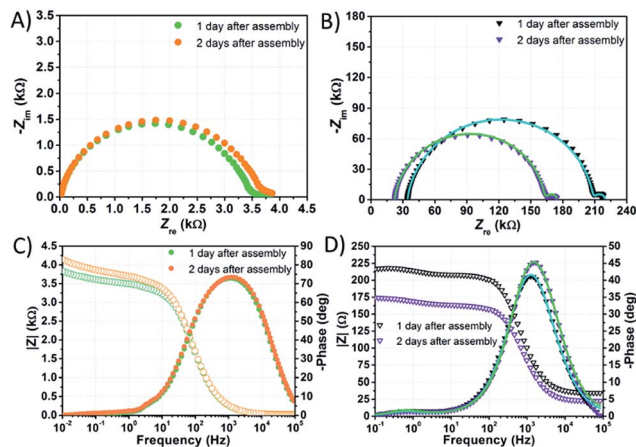 A)
3.5
3.0
2.5
2.0
1.5
1.0
0.5
0.0
-Zim (kΩ)
1 day after assembly
2 days after assembly
0.0 0.5 1.0 1.5 2.0 2.5 3.0 3.5 4.0 4.5
Zre (kΩ)
B)
180
150
120
90
60
30
0
-Zim (kΩ)
1 day after assembly
2 days after assembly
0 30 60 90 120 150 180 210 240
Zre (kΩ)
C)
4.5
4.0
3.5
3.0
2.5
2.0
1.5
1.0
0.5
0.0
|Z| (kΩ)
1 day after assembly
2 days after assembly
90
80
70
60
50
40
30
20
10
0
-Phase (deg)
10-2 10-1 100 101 102 103 104 105
Frequency (Hz)
D)
250
225
200
175
150
125
100
75
50
25
0
|Z| (Ω)
1 day after assembly
2 days after assembly
45
40
35
30
25
20
15
10
5
0
-Phase (deg)
10-1 100 101 102 103 104 105
Frequency (Hz)